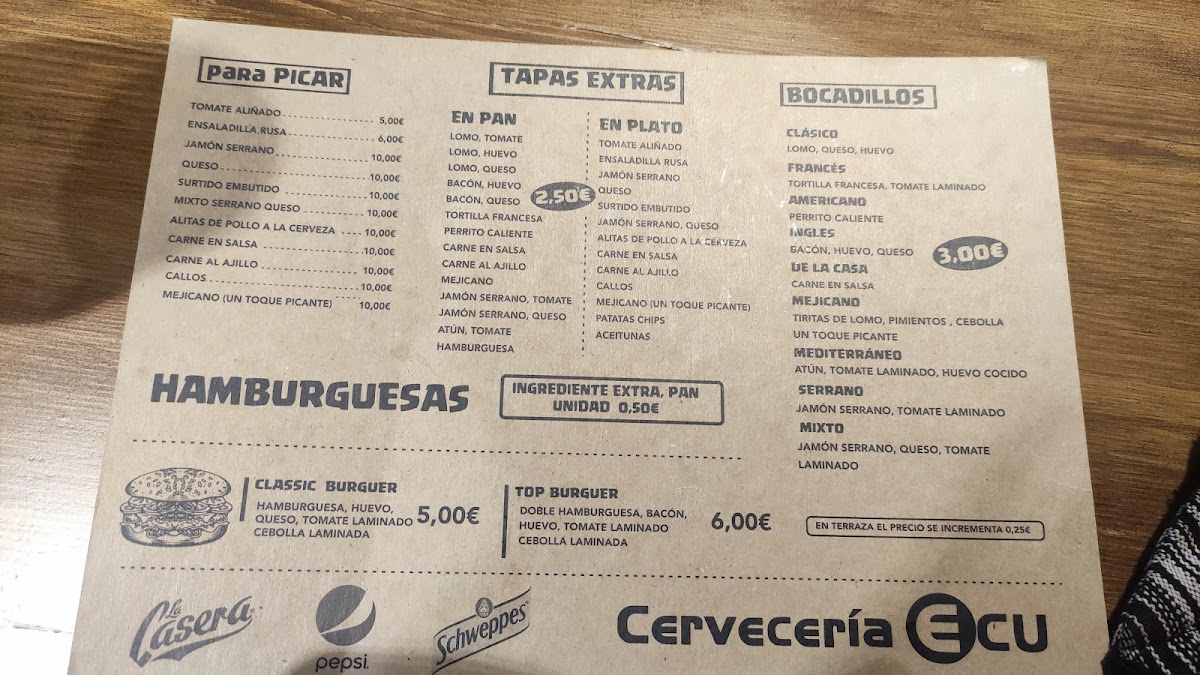 Para PICAR
TOMATE ALIÑADO 5,00€
ENSALADILLA RUSA 6,00€
JAMÓN SERRANO 10,00€
QUESO 10,00€
SURTIDO EMBUTIDO 10,00€
MIXTO SERRANO QUESO 10,00€
ALITAS DE POLLO A LA CERVEZA 10,00€
CARNE EN SALSA 10,00€
CARNE AL AJILLO 10,00€
CALLOS 10,00€
MEJICANO (UN TOQUE PICANTE) 10,00€
TAPAS EXTRAS
EN PAN
LOMO, TOMATE
LOMO, HUEVO
LOMO, QUESO
BACÓN, HUEVO
BACÓN, QUESO
TORTILLA FRANCESA
PERRITO CALIENTE
CARNE EN SALSA
CARNE AL AJILLO
MEJICANO
JAMÓN SERRANO, TOMATE
JAMÓN SERRANO, QUESO
ATÚN, TOMATE
HAMBURGUESA
2,50€
EN PLATO
TOMATE ALIÑADO
ENSALADILLA RUSA
JAMÓN SERRANO
QUESO
SURTIDO EMBUTIDO
JAMÓN SERRANO, QUESO
ALITAS DE POLLO A LA CERVEZA
CARNE EN SALSA
CARNE AL AJILLO
CALLOS
MEJICANO (UN TOQUE PICANTE)
PATATAS CHIPS
ACEITUNAS
BOCADILLOS
CLÁSICO
LOMO, QUESO, HUEVO
FRANCÉS
TORTILLA FRANCESA, TOMATE LAMINADO
AMERICANO
PERRITO CALIENTE
INGLES
BACÓN, HUEVO, QUESO
3,00€
DE LA CASA
CARNE EN SALSA
MEJICANO
TIRITAS DE LOMO, PIMIENTOS , CEBOLLA
UN TOQUE PICANTE
MEDITERRÁNEO
ATÚN, TOMATE LAMINADO, HUEVO COCIDO
SERRANO
JAMÓN SERRANO, TOMATE LAMINADO
MIXTO
JAMÓN SERRANO, QUESO, TOMATE
LAMINADO
HAMBURGUESAS
INGREDIENTE EXTRA, PAN
UNIDAD 0,50€
CLASSIC BURGUER
HAMBURGUESA, HUEVO,
QUESO, TOMATE LAMINADO
CEBOLLA LAMINADA
5,00€
TOP BURGUER
DOBLE HAMBURGUESA, BACÓN,
HUEVO, TOMATE LAMINADO
CEBOLLA LAMINADA
6,00€
EN TERRAZA EL PRECIO SE INCREMENTA 0,25€
La Casera
pepsi
Schweppes
Cervecería ECU